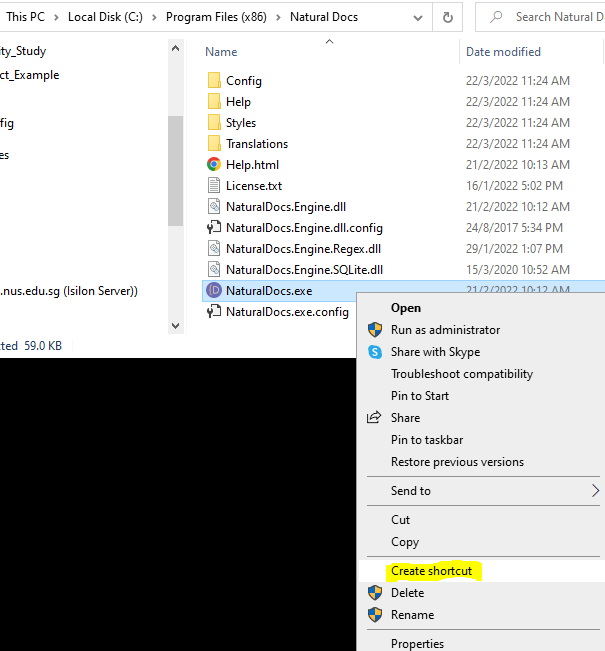 This PC > Local Disk (C:) > Program Files (x86) > Natural Docs
Search Natural D
ity_Study
ct_Example
fig
es
.nus.edu.sg (Isilon Server))
cted 59.0 KB
Name Date modified
Config 22/3/2022 11:24 AM
Help 22/3/2022 11:24 AM
Styles 22/3/2022 11:24 AM
Translations 22/3/2022 11:24 AM
Help.html 21/2/2022 10:13 AM
License.txt 16/1/2022 5:02 PM
NaturalDocs.Engine.dll 21/2/2022 10:12 AM
NaturalDocs.Engine.dll.config 24/8/2017 5:34 PM
NaturalDocs.Engine.Regex.dll 29/1/2022 1:07 PM
NaturalDocs.Engine.SQLite.dll 15/3/2020 10:52 AM
NaturalDocs.exe 21/2/2022 10:12 AM
NaturalDocs.exe.config
Open
Run as administrator
Share with Skype
Troubleshoot compatibility
Pin to Start
Share
Pin to taskbar
Restore previous versions
Send to
Cut
Copy
Create shortcut
Delete
Rename
Properties